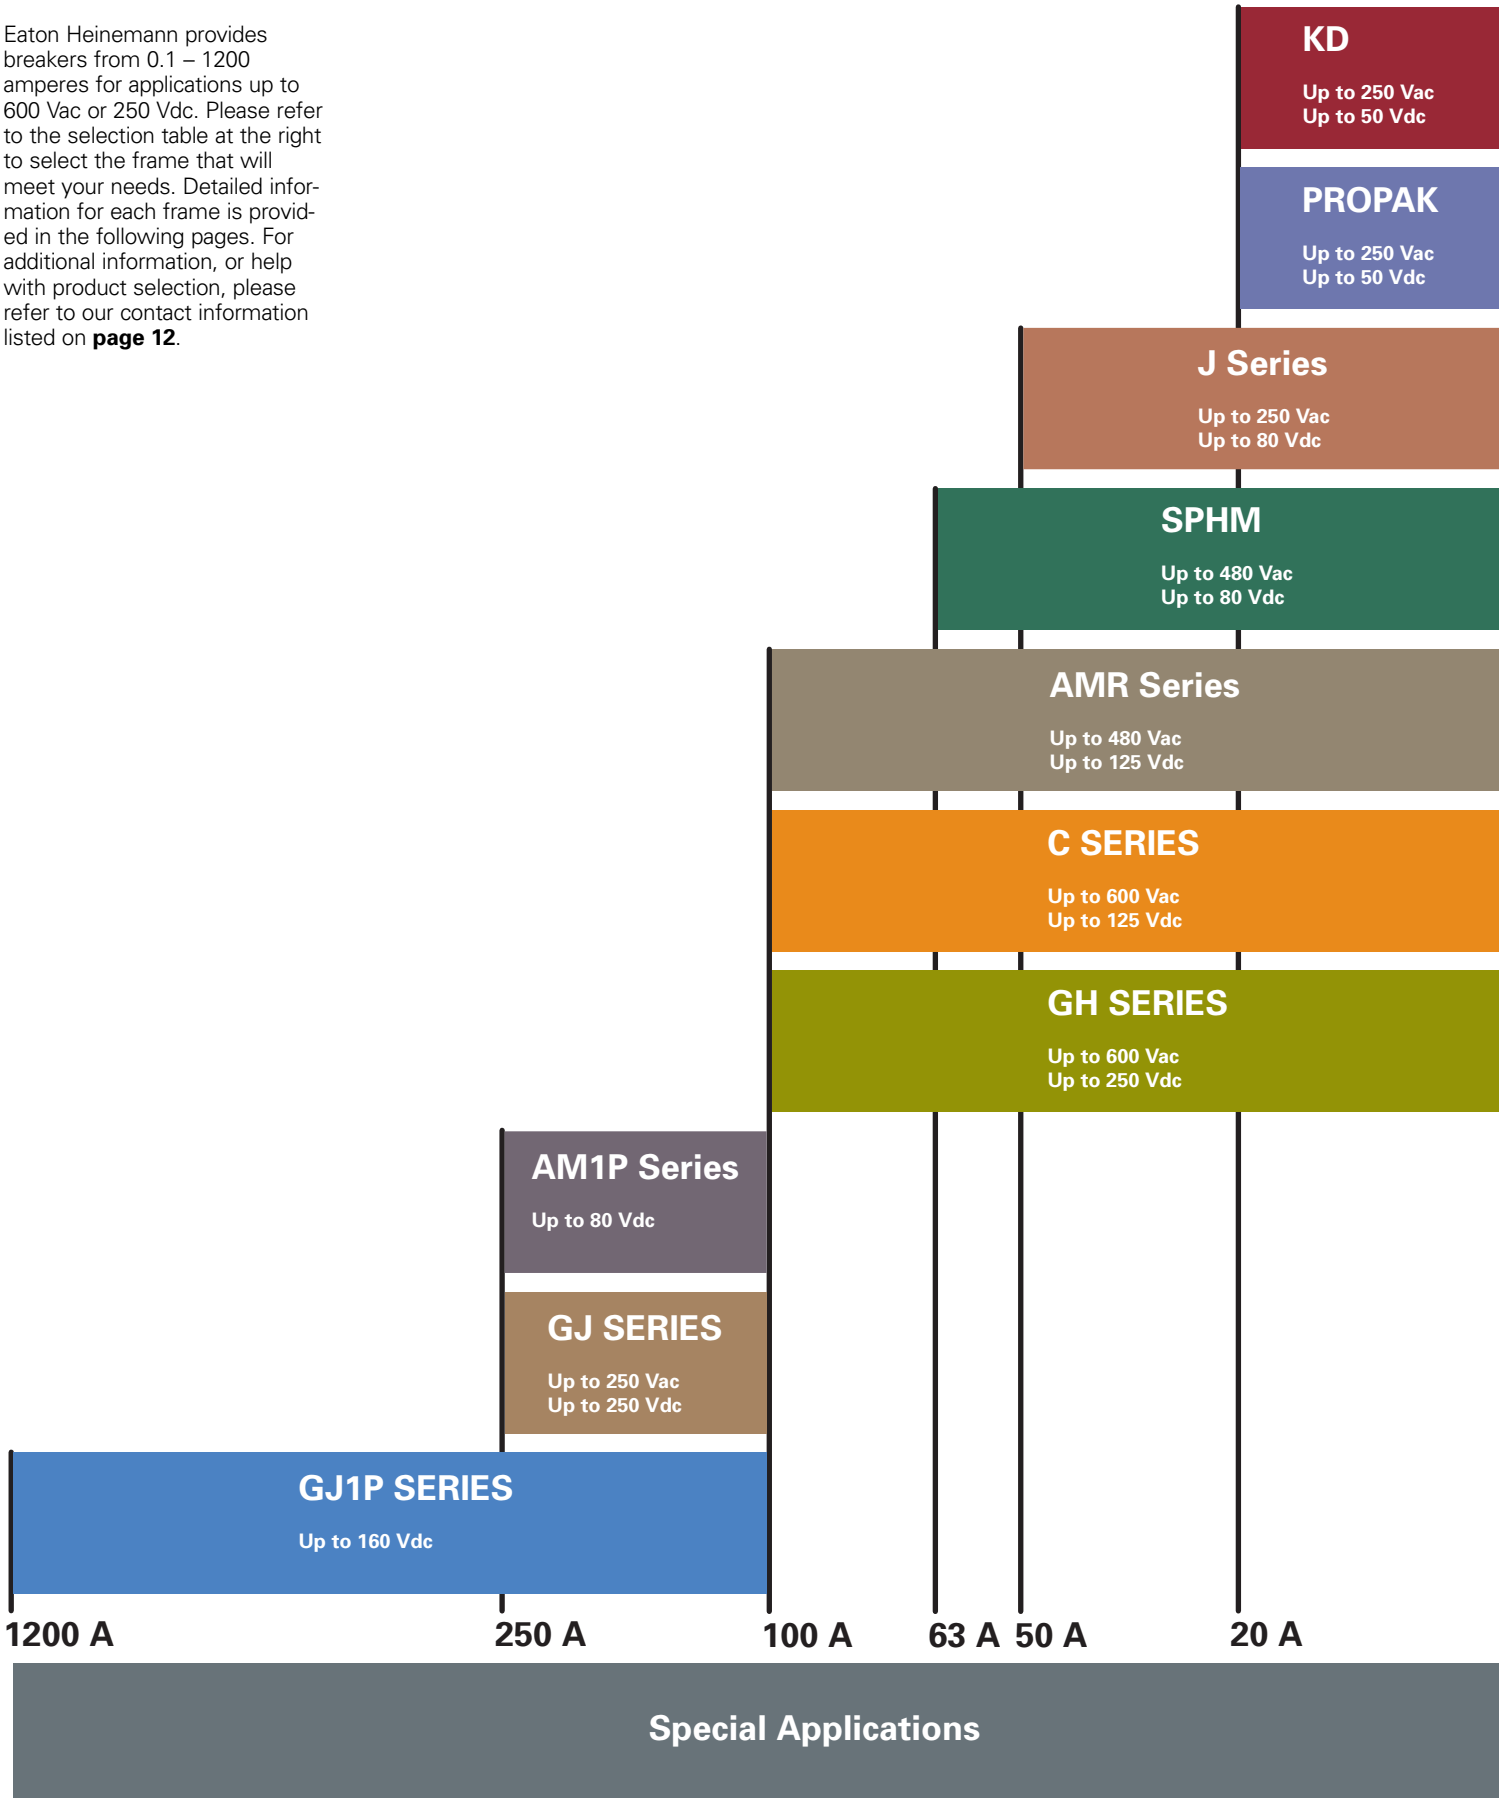 Eaton Heinemann provides
breakers from 0.1 – 1200
amperes for applications up to
600 Vac or 250 Vdc. Please refer
to the selection table at the right
to select the frame that will
meet your needs. Detailed infor-
mation for each frame is provid-
ed in the following pages. For
additional information, or help
with product selection, please
refer to our contact information
listed on page 12.
KD
Up to 250 Vac
Up to 50 Vdc
PROPAK
Up to 250 Vac
Up to 50 Vdc
J Series
Up to 250 Vac
Up to 80 Vdc
SPHM
Up to 480 Vac
Up to 80 Vdc
AMR Series
Up to 480 Vac
Up to 125 Vdc
C SERIES
Up to 600 Vac
Up to 125 Vdc
GH SERIES
Up to 600 Vac
Up to 250 Vdc
AM1P Series
Up to 80 Vdc
GJ SERIES
Up to 250 Vac
Up to 250 Vdc
GJ1P SERIES
Up to 160 Vdc
1200 A 250 A 100 A 63 A 50 A 20 A
Special Applications